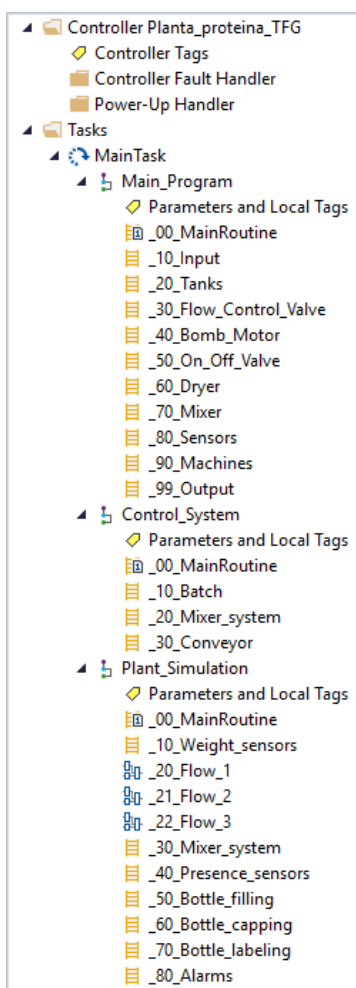 Controller Planta_proteina_TFG
Controller Tags
Controller Fault Handler
Power-Up Handler
Tasks
MainTask
Main_Program
Parameters and Local Tags
_00_MainRoutine
_10_Input
_20_Tanks
_30_Flow_Control_Valve
_40_Bomb_Motor
_50_On_Off_Valve
_60_Dryer
_70_Mixer
_80_Sensors
_90_Machines
_99_Output
Control_System
Parameters and Local Tags
_00_MainRoutine
_10_Batch
_20_Mixer_system
_30_Conveyor
Plant_Simulation
Parameters and Local Tags
_00_MainRoutine
_10_Weight_sensors
_20_Flow_1
_21_Flow_2
_22_Flow_3
_30_Mixer_system
_40_Presence_sensors
_50_Bottle_filling
_60_Bottle_capping
_70_Bottle_labeling
_80_Alarms